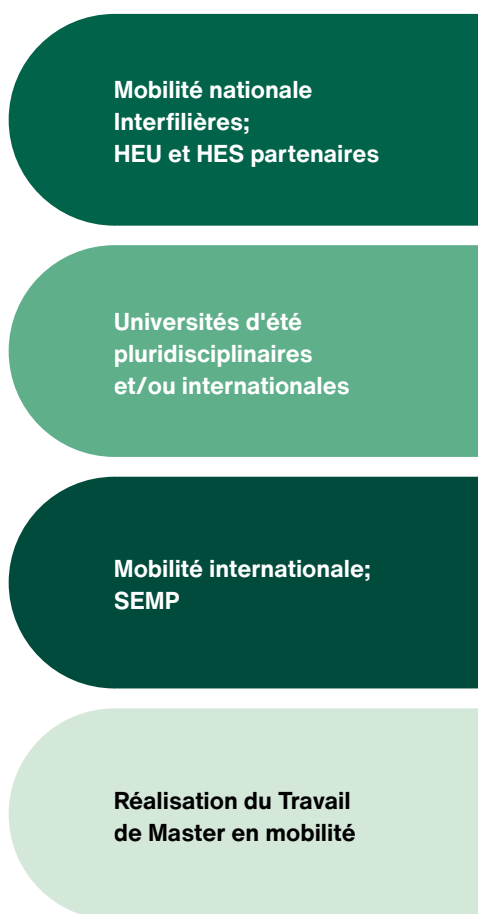 Mobilité nationale
Interfilières;
HEU et HES partenaires
Universités d'été
pluridisciplinaires
et/ou internationales
Mobilité internationale;
SEMP
Réalisation du Travail
de Master en mobilité